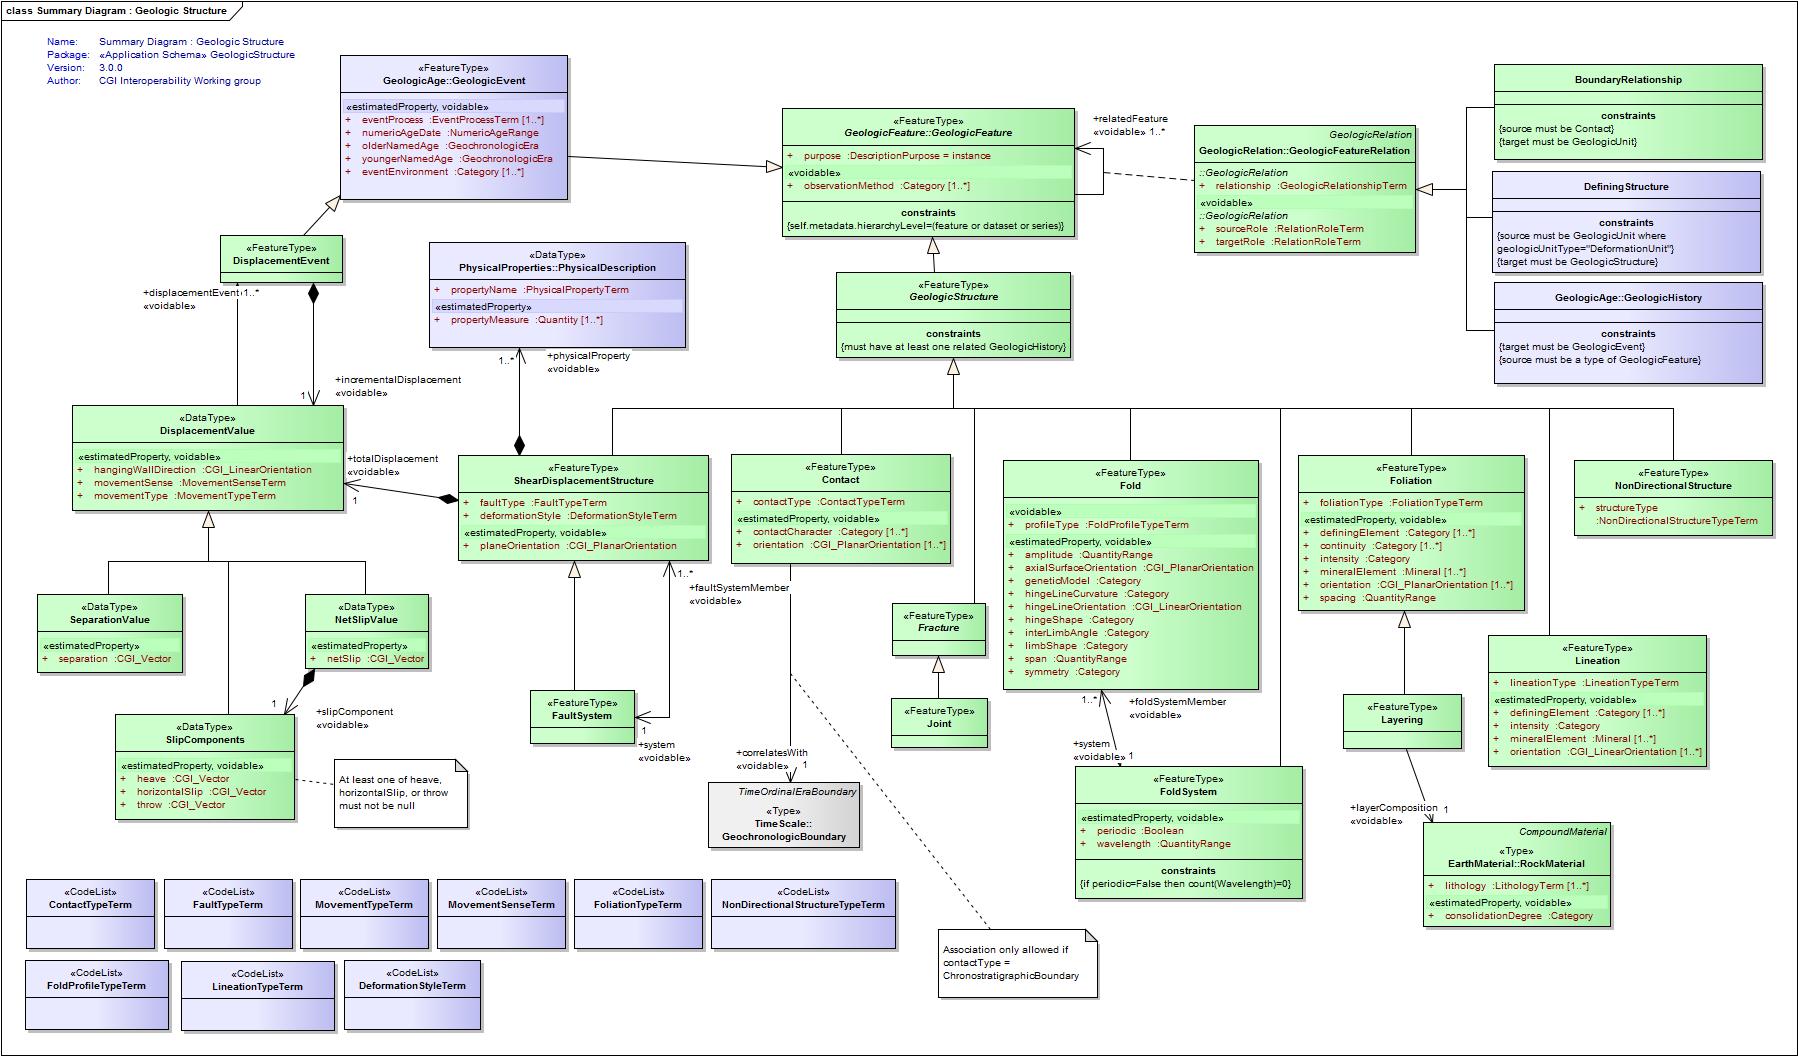 class Summary Diagram : Geologic Structure
Name: Summary Diagram : Geologic Structure
Package: «Application Schema» GeologicStructure
Version: 3.0.0
Author: CGI Interoperability Working group
«FeatureType»
GeologicAge::GeologicEvent
«estimatedProperty, voidable»
+ eventProcess :EventProcessTerm [1..*]
+ numericAgeDate :NumericAgeRange
+ olderNamedAge :GeochronologicEra
+ youngerNamedAge :GeochronologicEra
+ eventEnvironment :Category [1..*]
«FeatureType»
GeologicFeature::GeologicFeature
+ purpose :DescriptionPurpose = instance
«voidable»
+ observationMethod :Category [1..*]
constraints
{self.metadata.hierarchyLevel=(feature or dataset or series)}
+relatedFeature
«voidable» 1..*
GeologicRelation
GeologicRelation::GeologicFeatureRelation
::GeologicRelation
+ relationship :GeologicRelationshipTerm
«voidable»
::GeologicRelation
+ sourceRole :RelationRoleTerm
+ targetRole :RelationRoleTerm
BoundaryRelationship
constraints
{source must be Contact}
{target must be GeologicUnit}
DefiningStructure
constraints
{source must be GeologicUnit where
geologicUnitType="DeformationUnit"}
{target must be GeologicStructure}
GeologicAge::GeologicHistory
constraints
{target must be GeologicEvent}
{source must be a type of GeologicFeature}
«FeatureType»
DisplacementEvent
+displacementEvent 1..*
«voidable»
«DataType»
PhysicalProperties::PhysicalDescription
+ propertyName :PhysicalPropertyTerm
«estimatedProperty»
+ propertyMeasure :Quantity [1..*]
1..*
+physicalProperty
«voidable»
«FeatureType»
GeologicStructure
constraints
{must have at least one related GeologicHistory}
+incrementalDisplacement
1
«voidable»
«DataType»
DisplacementValue
«estimatedProperty, voidable»
+ hangingWallDirection :CGI_LinearOrientation
+ movementSense :MovementSenseTerm
+ movementType :MovementTypeTerm
+totalDisplacement
«voidable»
1
«FeatureType»
ShearDisplacementStructure
+ faultType :FaultTypeTerm
+ deformationStyle :DeformationStyleTerm
«estimatedProperty, voidable»
+ planeOrientation :CGI_PlanarOrientation
«FeatureType»
Contact
+ contactType :ContactTypeTerm
«estimatedProperty, voidable»
+ contactCharacter :Category [1..*]
+ orientation :CGI_PlanarOrientation [1..*]
«FeatureType»
Fold
«voidable»
+ profileType :FoldProfileTypeTerm
«estimatedProperty, voidable»
+ amplitude :QuantityRange
+ axialSurfaceOrientation :CGI_PlanarOrientation
+ geneticModel :Category
+ hingeLineCurvature :Category
+ hingeLineOrientation :CGI_LinearOrientation
+ hingeShape :Category
+ interLimbAngle :Category
+ limbShape :Category
+ span :QuantityRange
+ symmetry :Category
«FeatureType»
Foliation
+ foliationType :FoliationTypeTerm
«estimatedProperty, voidable»
+ definingElement :Category [1..*]
+ continuity :Category [1..*]
+ intensity :Category
+ mineralElement :Mineral [1..*]
+ orientation :CGI_PlanarOrientation [1..*]
+ spacing :QuantityRange
«FeatureType»
NonDirectionalStructure
+ structureType
:NonDirectionalStructureTypeTerm
«DataType»
SeparationValue
«estimatedProperty»
+ separation :CGI_Vector
«DataType»
NetSlipValue
«estimatedProperty»
+ netSlip :CGI_Vector
1..*
+faultSystemMember
«voidable»
«FeatureType»
Fracture
«FeatureType»
Lineation
+ lineationType :LineationTypeTerm
«estimatedProperty, voidable»
+ definingElement :Category [1..*]
+ intensity :Category
+ mineralElement :Mineral [1..*]
+ orientation :CGI_LinearOrientation [1..*]
1
+slipComponent
«voidable»
«FeatureType»
FaultSystem
1
+system
«voidable»
«FeatureType»
Joint
1..*
+foldSystemMember
«voidable»
«FeatureType»
Layering
«DataType»
SlipComponents
«estimatedProperty, voidable»
+ heave :CGI_Vector
+ horizontalSlip :CGI_Vector
+ throw :CGI_Vector
At least one of heave,
horizontalSlip, or throw
must not be null
+correlatesWith
«voidable» 1
TimeOrdinalEraBoundary
«Type»
TimeScale::
GeochronologicBoundary
+system
«voidable» 1
«FeatureType»
FoldSystem
«estimatedProperty, voidable»
+ periodic :Boolean
+ wavelength :QuantityRange
constraints
{if periodic=False then count(Wavelength)=0}
+layerComposition 1
«voidable»
CompoundMaterial
«Type»
EarthMaterial::RockMaterial
+ lithology :LithologyTerm [1..*]
«estimatedProperty, voidable»
+ consolidationDegree :Category
«CodeList»
ContactTypeTerm
«CodeList»
FaultTypeTerm
«CodeList»
MovementTypeTerm
«CodeList»
MovementSenseTerm
«CodeList»
FoliationTypeTerm
«CodeList»
NonDirectionalStructureTypeTerm
Association only allowed if
contactType =
ChronostratigraphicBoundary
«CodeList»
FoldProfileTypeTerm
«CodeList»
LineationTypeTerm
«CodeList»
DeformationStyleTerm